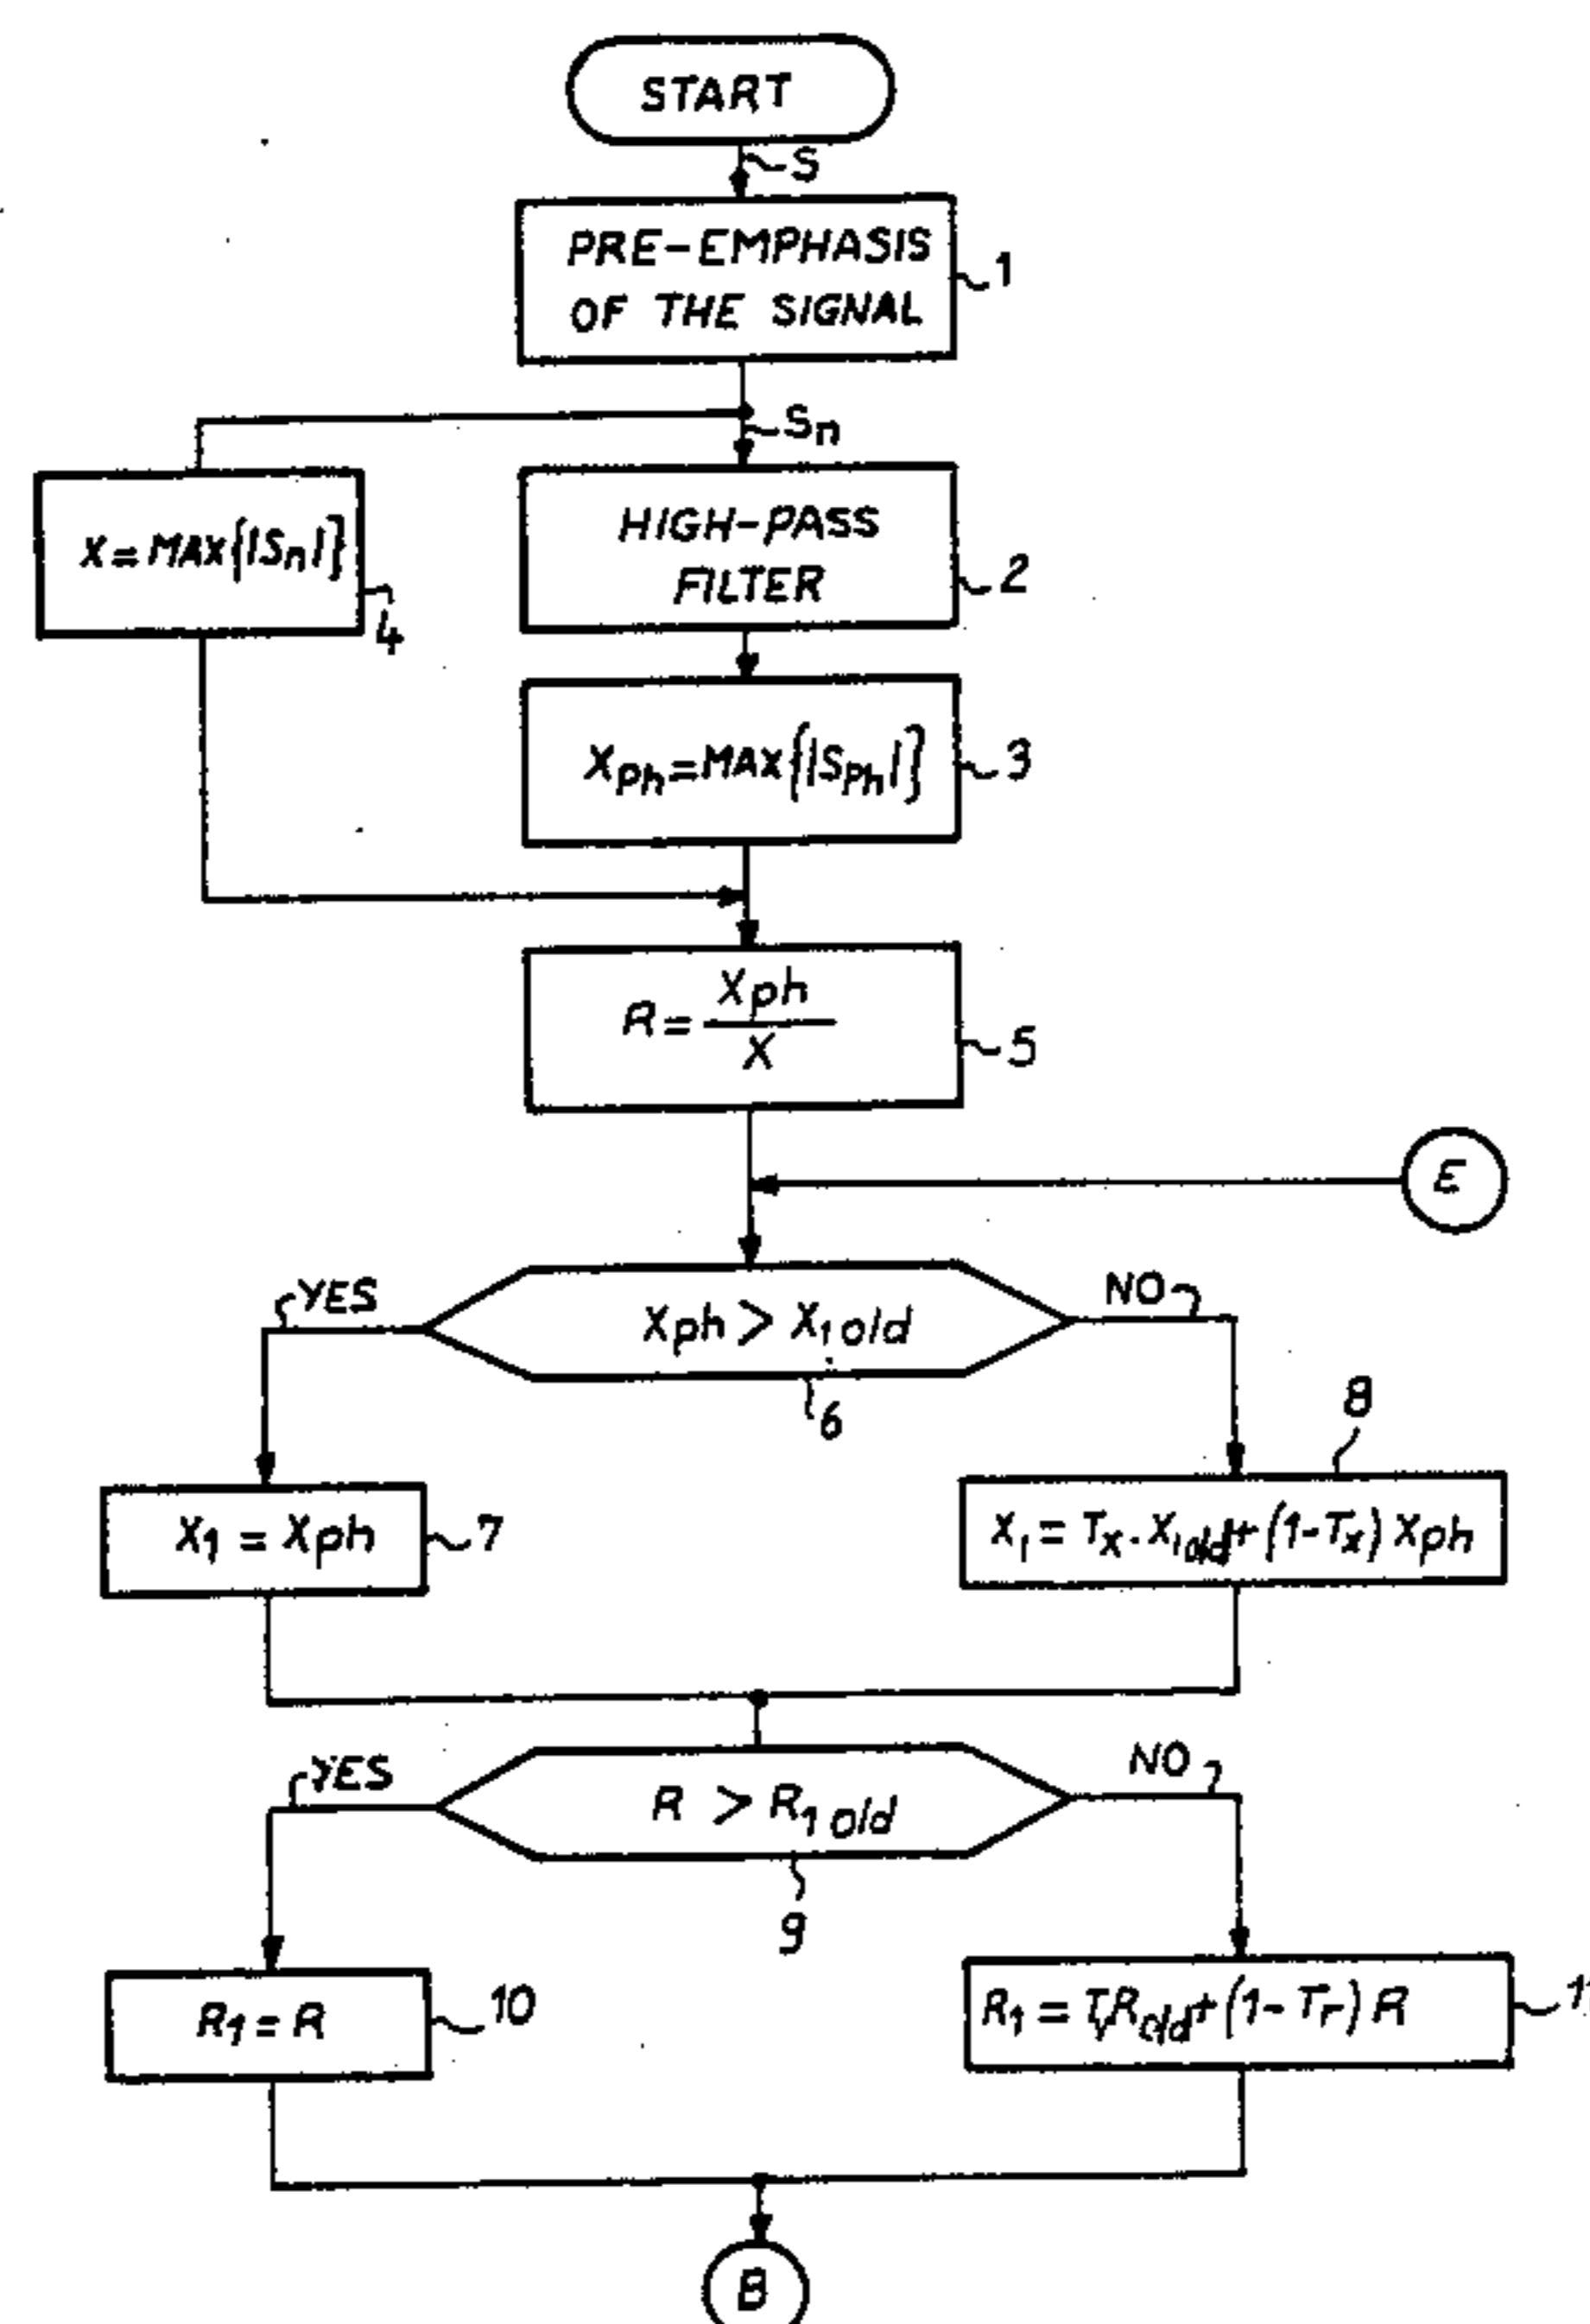 START
S
PRE-EMPHASIS
OF THE SIGNAL
1
Sn
X=MAX{|Sn|}
4
HIGH-PASS
FILTER
2
Xph=MAX{|Sph|}
3
R=Xph/X
5
E
YES
Xph > X1 old
NO
6
8
X1 = Xph
7
X1 = Tx.X1old+(1-Tx) Xph
YES
R > R1 old
NO
9
R1 = R
10
R1 = TrRold+(1-Tr) R
11
B